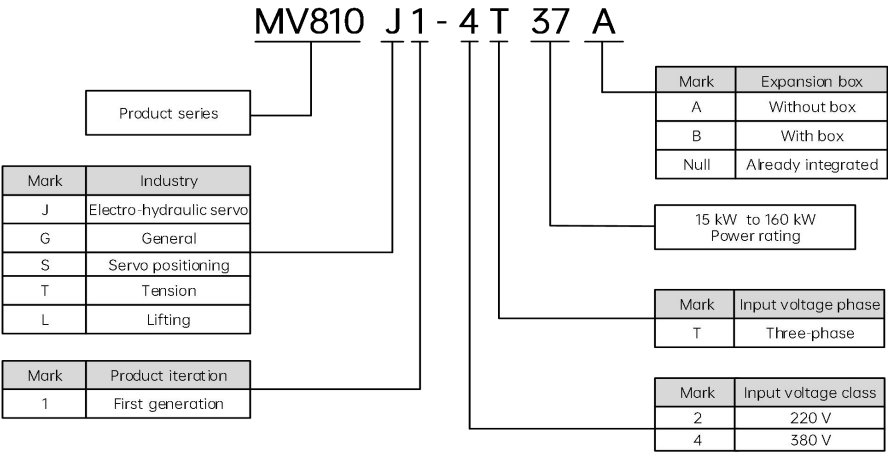 MV810 J 1 - 4 T 37 A
Product series
Mark Industry
J Electro-hydraulic servo
G General
S Servo positioning
T Tension
L Lifting
Mark Product iteration
1 First generation
Mark Expansion box
A Without box
B With box
Null Already integrated
15 kW to 160 kW
Power rating
Mark Input voltage phase
T Three-phase
Mark Input voltage class
2 220 V
4 380 V